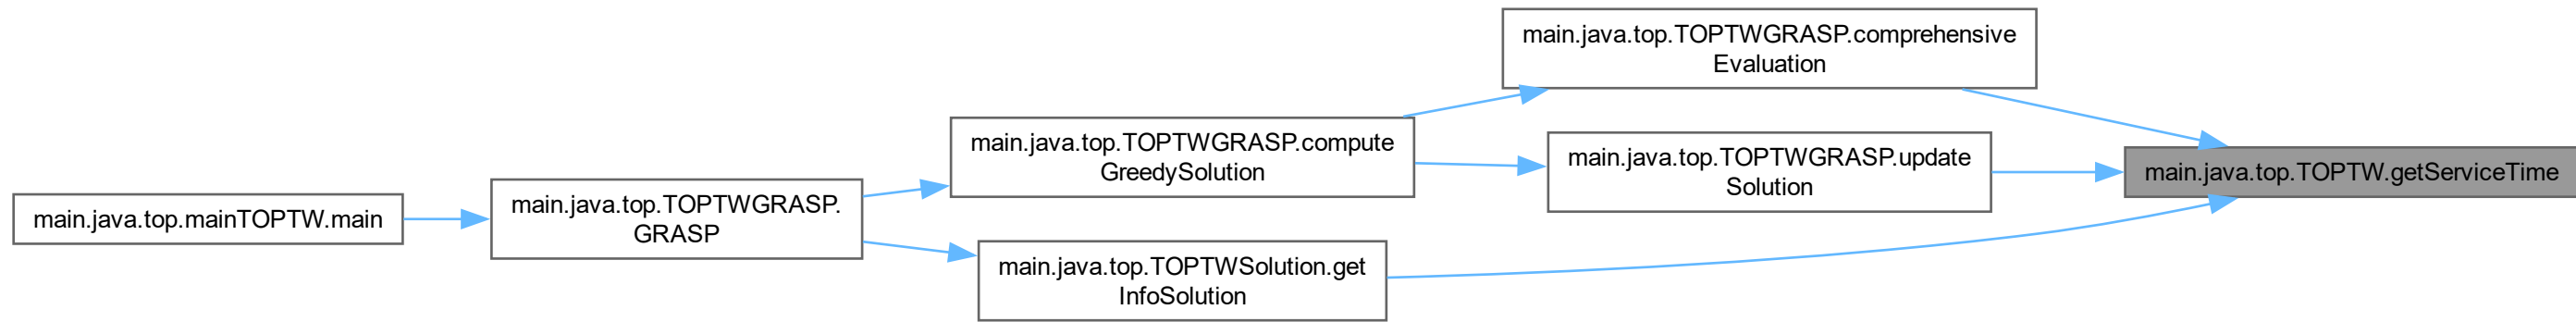 main.java.top.mainTOPTW.main
main.java.top.TOPTWGRASP.
GRASP
main.java.top.TOPTWGRASP.compute
GreedySolution
main.java.top.TOPTWSolution.get
InfoSolution
main.java.top.TOPTWGRASP.comprehensive
Evaluation
main.java.top.TOPTWGRASP.update
Solution
main.java.top.TOPTW.getServiceTime